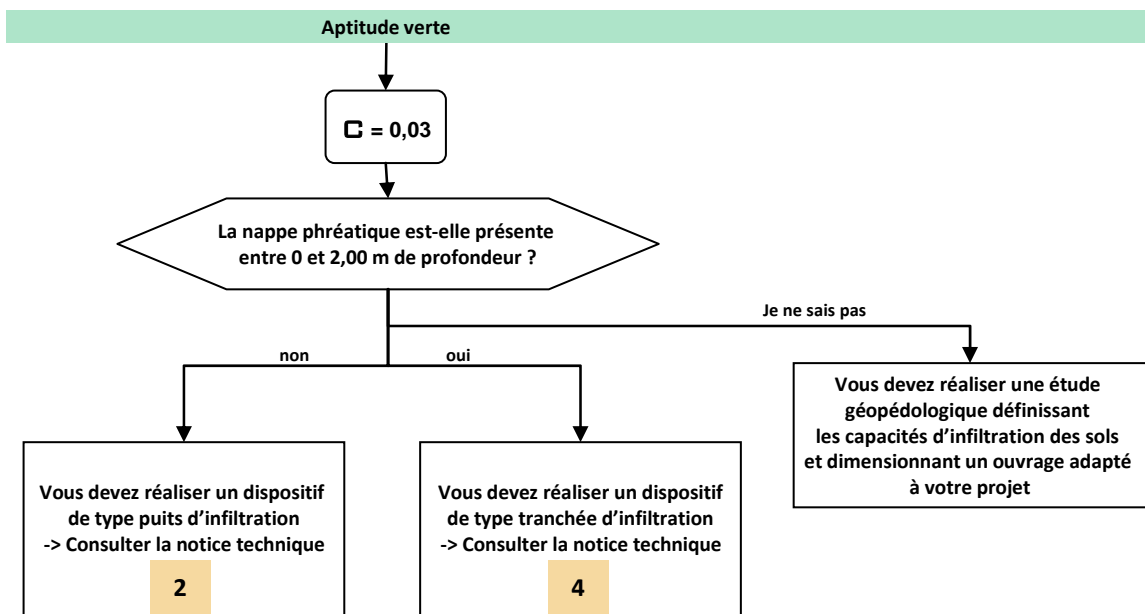 Aptitude verte
C = 0,03
La nappe phréatique est-elle présente
entre 0 et 2,00 m de profondeur ?
Je ne sais pas
non
oui
Vous devez réaliser une étude
géopédologique définissant
les capacités d’infiltration des sols
et dimensionnant un ouvrage adapté
à votre projet
Vous devez réaliser un dispositif
de type puits d’infiltration
-> Consulter la notice technique
2
Vous devez réaliser un dispositif
de type tranchée d’infiltration
-> Consulter la notice technique
4